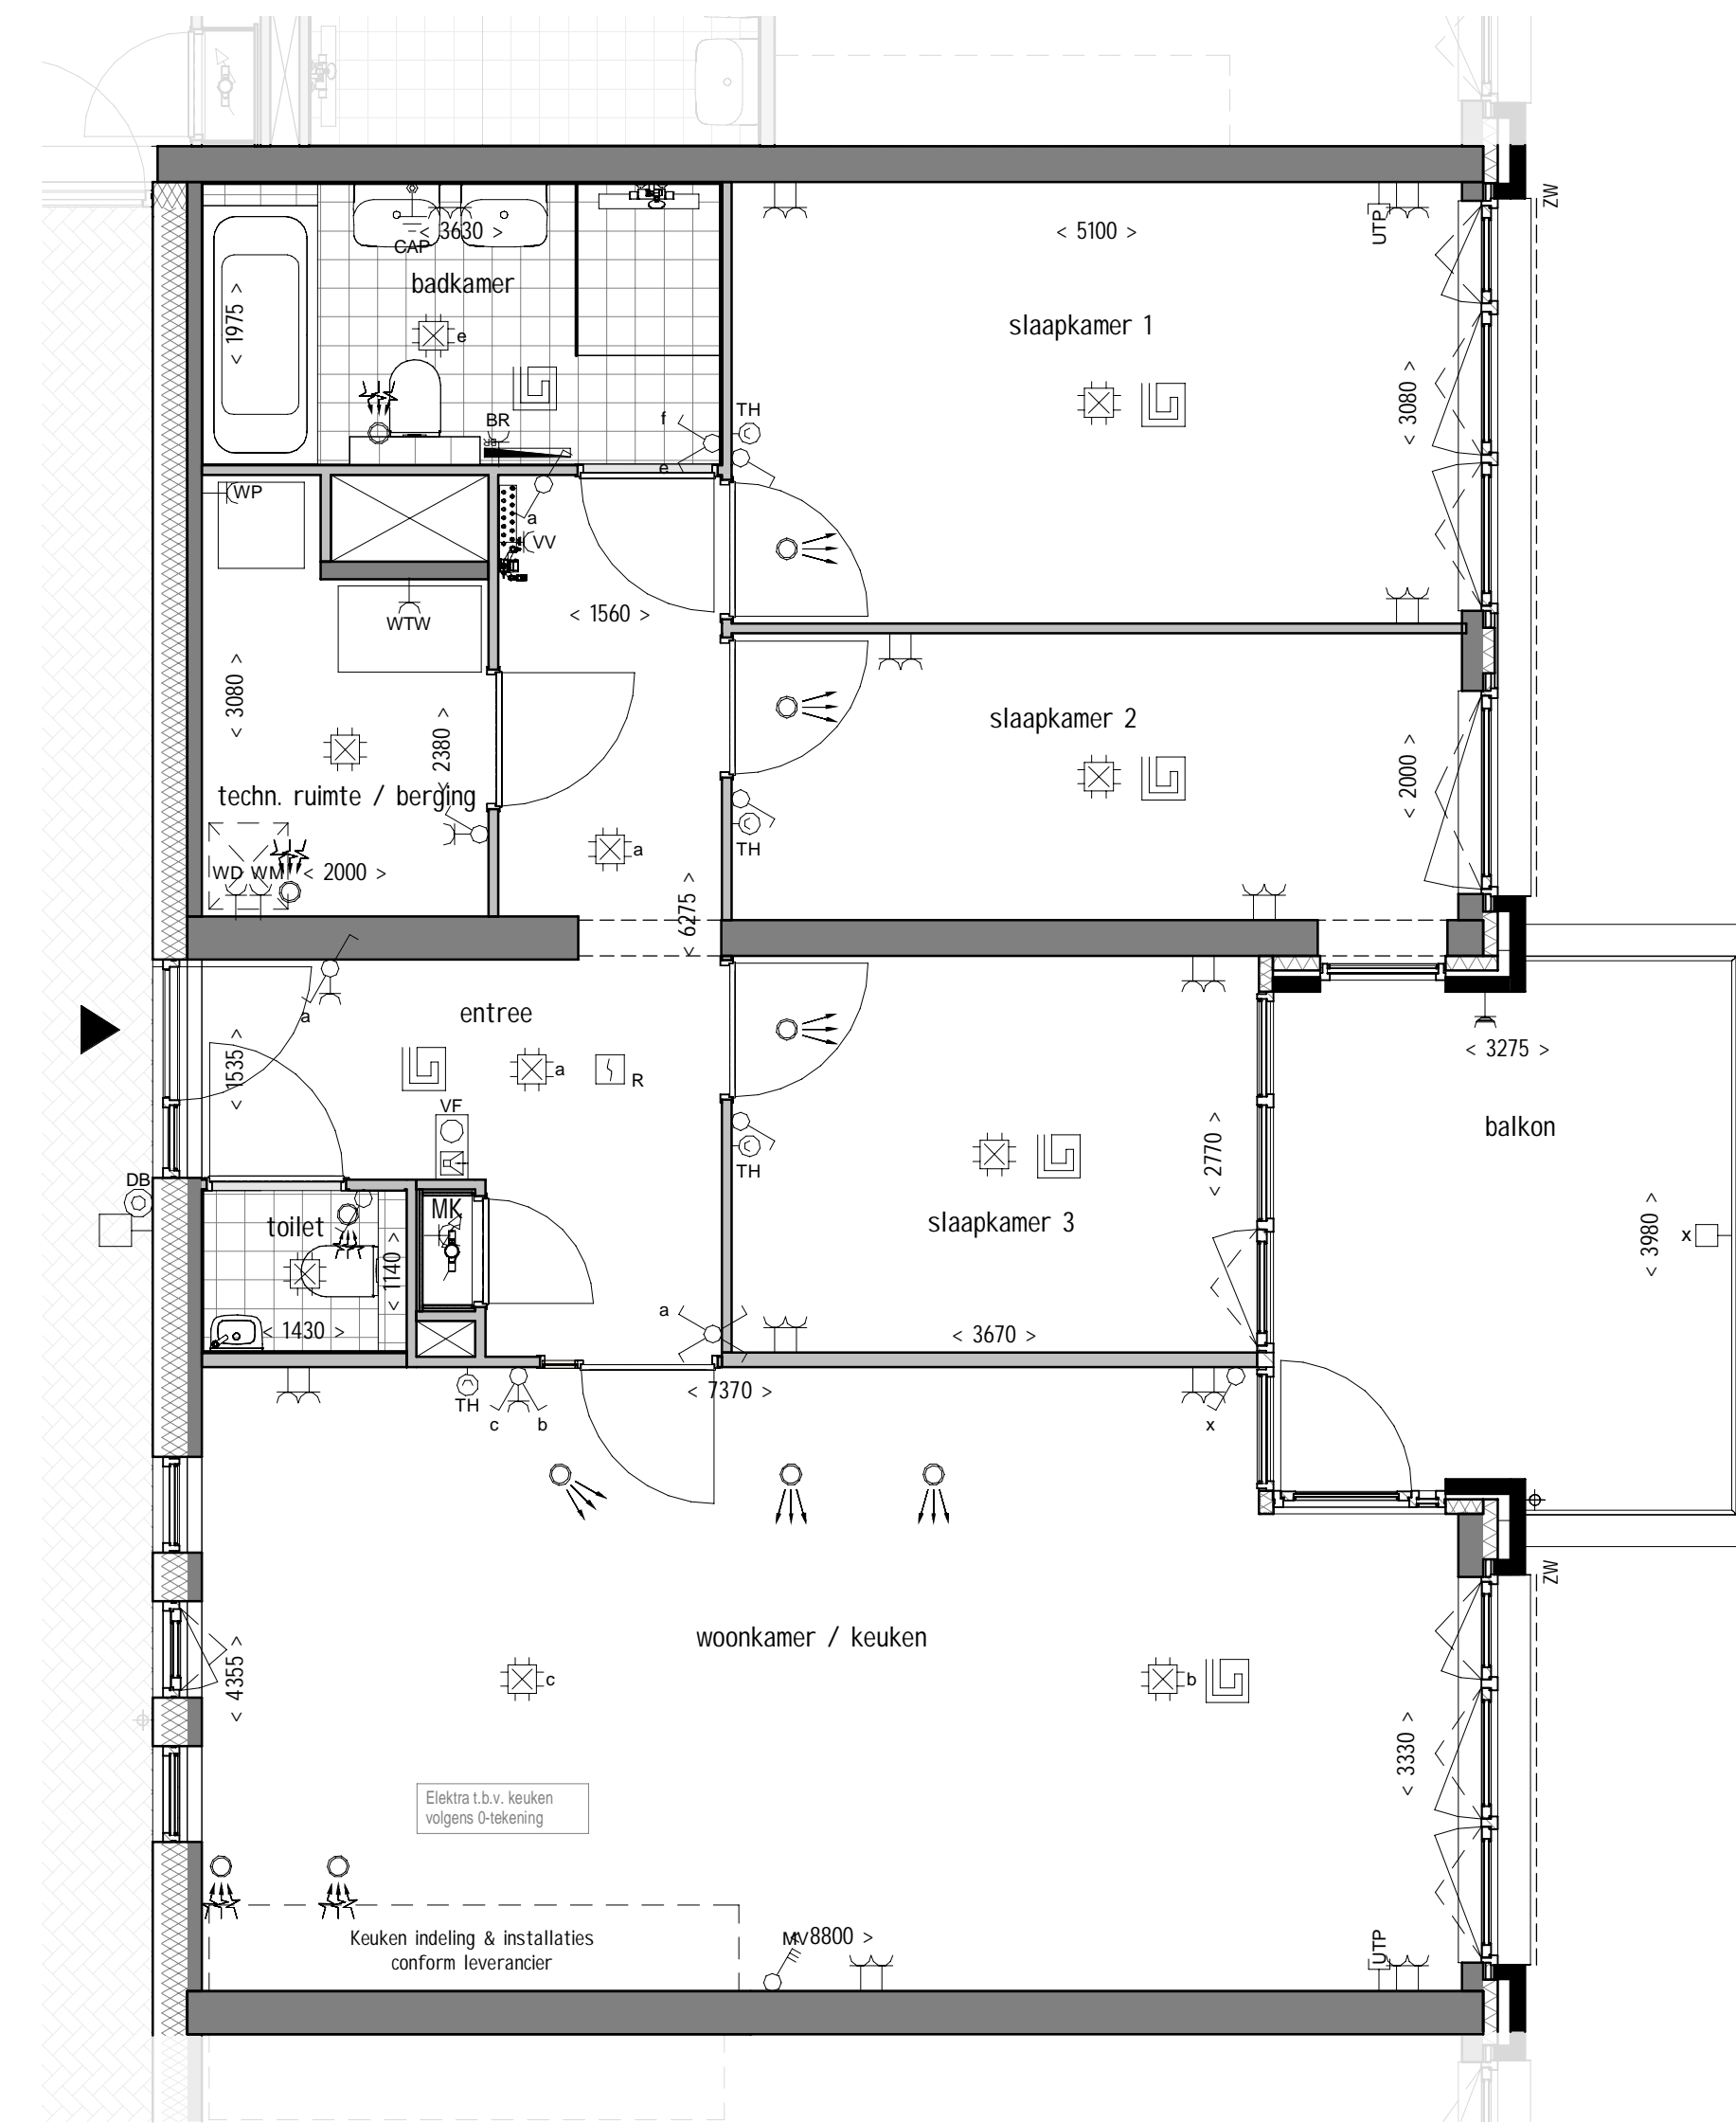 ZW
< 3630 >
CAP
< 5100 >
UTP
badkamer
< 1975 >
slaapkamer 1
e
< 3080 >
f
TH
BR
e
WP
a
VV
< 1560 >
WTW
< 3080 >
< 2380 >
slaapkamer 2
< 2000 >
techn. ruimte / berging
a
TH
WD WM
< 2000 >
< 6275 >
a
entree
< 3275 >
< 1535 >
a
R
VF
balkon
< 2770 >
TH
DB
MK
toilet
slaapkamer 3
< 3980 >
x
< 1140 >
a
< 1430 >
< 3670 >
< 7370 >
TH
c
b
x
ZW
woonkamer / keuken
< 4355 >
c
b
< 3330 >
Elektra t.b.v. keuken
volgens 0-tekening
Keuken indeling & installaties
conform leverancier
MV
< 8800 >
UTP